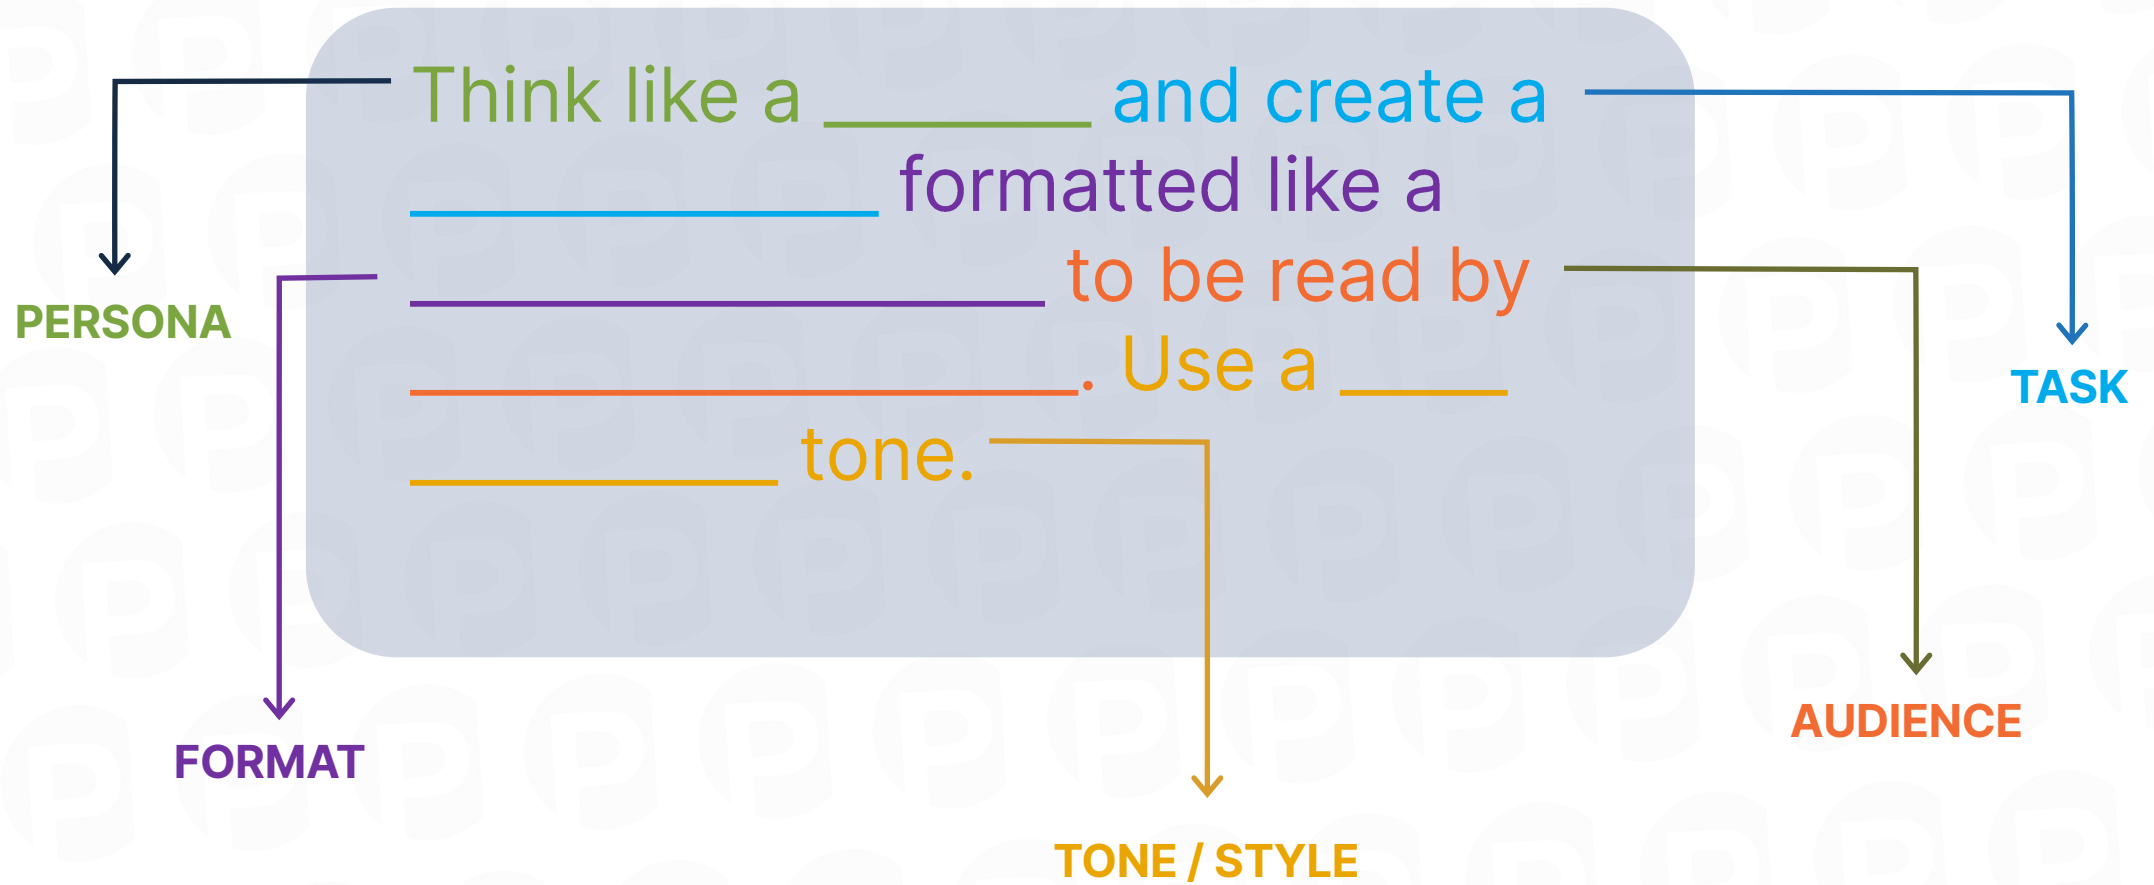 Think like a ________ and create a
______________ formatted like a
___________________ to be read by
____________________. Use a _____
___________ tone.
PERSONA
TASK
FORMAT
AUDIENCE
TONE / STYLE